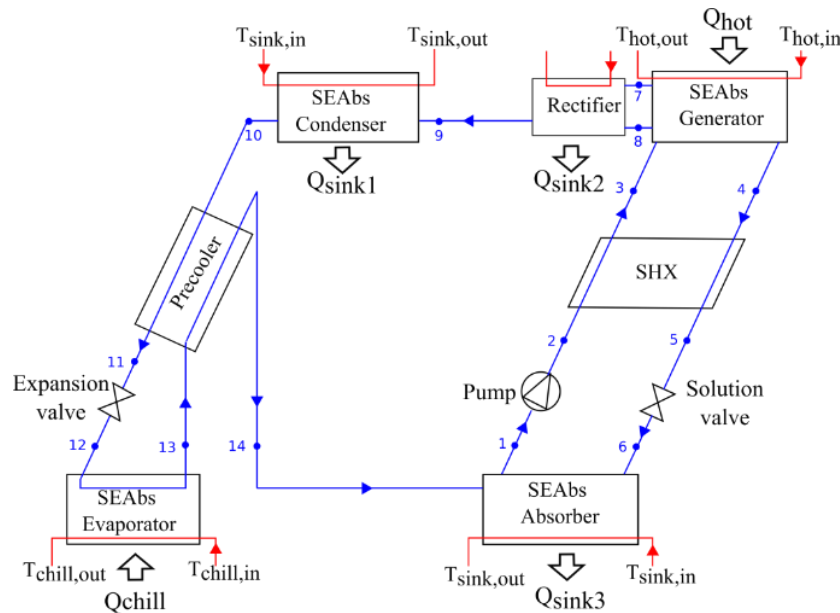 Qhot
Tsink,in
Tsink,out
Thot,out
Thot,in
SEAbs
Condenser
Rectifier
SEAbs
Generator
7
8
10
9
Qsink1
Qsink2
3
4
Precooler
SHX
11
2
5
Expansion
valve
Pump
Solution
valve
12
13
14
1
6
SEAbs
Evaporator
SEAbs
Absorber
Tchill,out
Tchill,in
Qchill
Tsink,out
Tsink,in
Qsink3